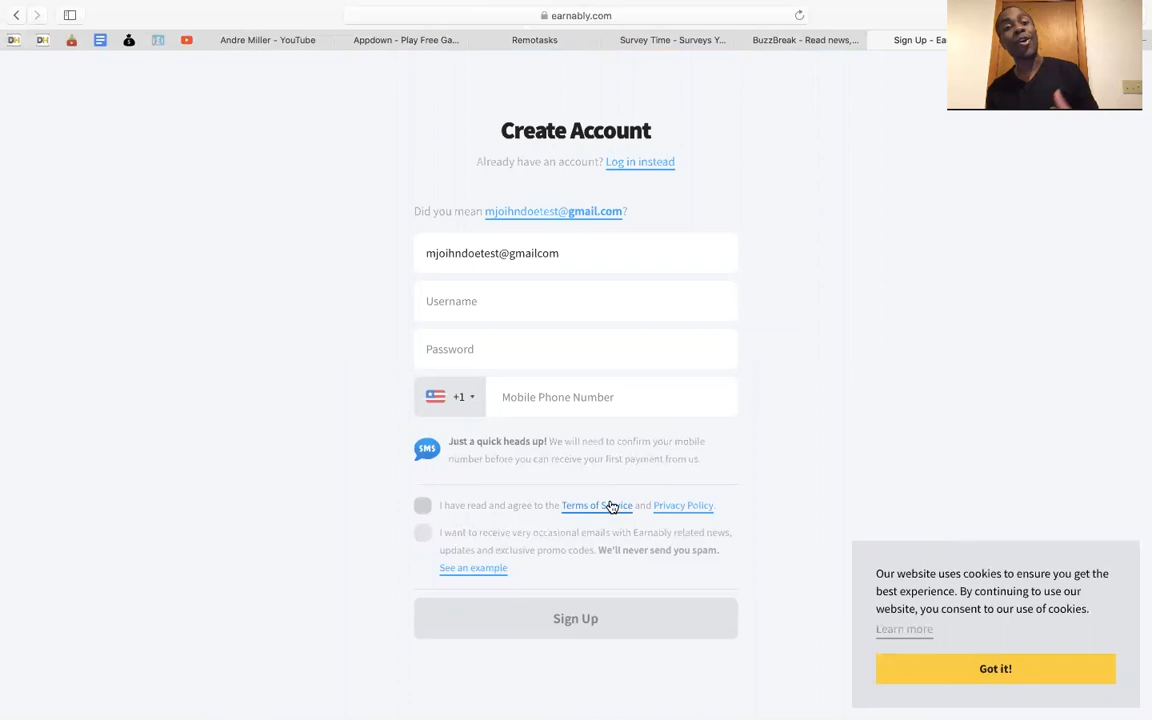 earnably.com
Andre Miller - YouTube
Appdown - Play Free Ga...
Remotasks
Survey Time - Surveys Y...
BuzzBreak - Read news,...
Sign Up - Ea
Create Account
Already have an account? Log in instead
Did you mean mjoihndoetest@gmail.com?
mjoihndoetest@gmailcom
Username
Password
+1
Mobile Phone Number
SMS
Just a quick heads up! We will need to confirm your mobile
number before you can receive your first payment from us.
I have read and agree to the Terms of Service and Privacy Policy.
I want to receive very occasional emails with Earnably related news,
updates and exclusive promo codes. We'll never send you spam.
See an example
Sign Up
Our website uses cookies to ensure you get the
best experience. By continuing to use our
website, you consent to our use of cookies.
Learn more
Got it!